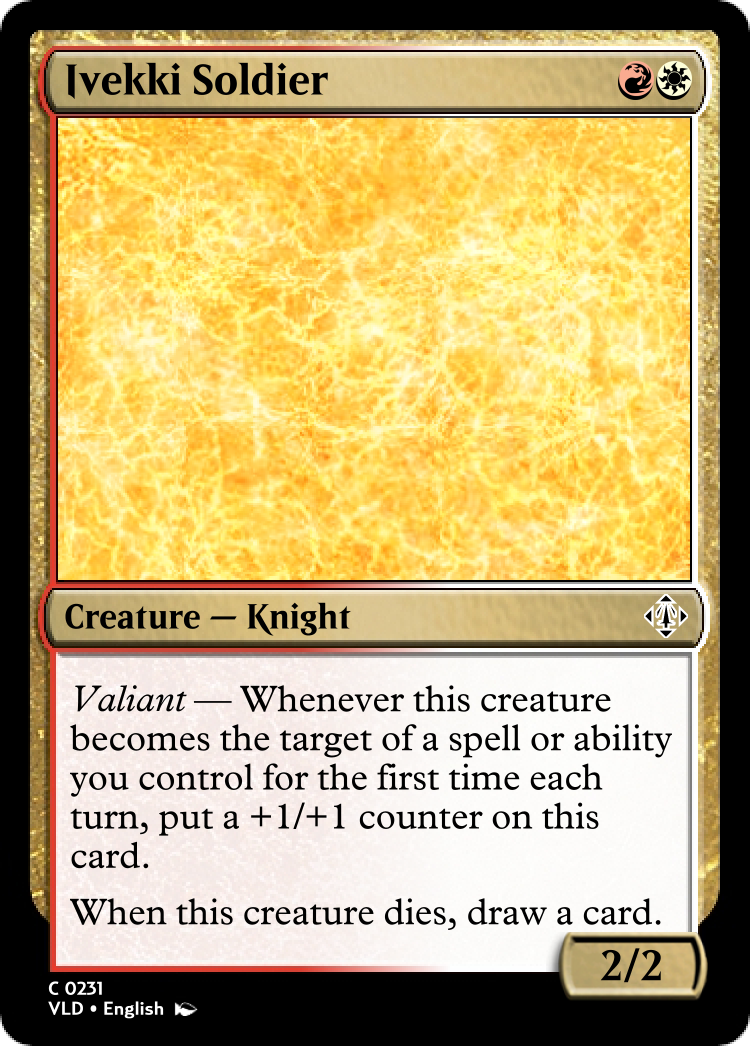 Ivekki Soldier
Creature — Knight
Valiant — Whenever this creature
becomes the target of a spell or ability
you control for the first time each
turn, put a +1/+1 counter on this
card.
When this creature dies, draw a card.
2/2
C 0231
VLD • English